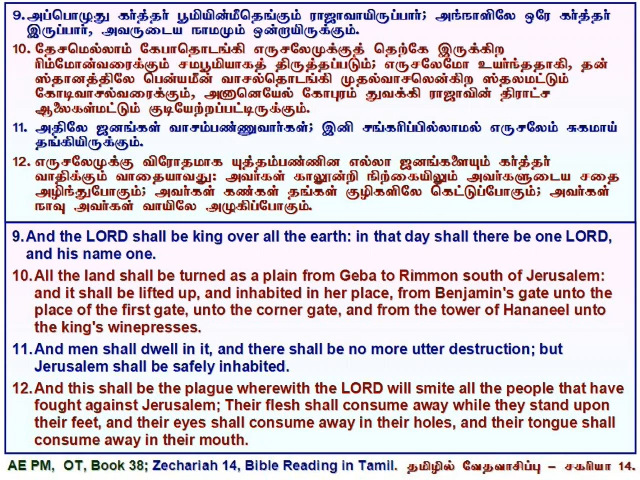 9. அப்பொழுது கர்த்தர் பூமியின்மீதெங்கும் ராஜாவாயிருப்பார்; அந்நாளிலே ஒரே கர்த்தர்
இருப்பார், அவருடைய நாமமும் ஒன்றாயிருக்கும்.
10. தேசமெல்லாம் கேபாதொடங்கி எருசலேமுக்குத் தெற்கே இருக்கிற
ரிம்மோன்வரைக்கும் சமபூமியாகத் திருத்தப்படும்; எருசலேமோ உயர்ந்ததாகி, தன்
ஸ்தானத்திலே பென்யமீன் வாசல்தொடங்கி முதல்வாசலென்கிற ஸ்தலமட்டும்
கோடிவாசல்வரைக்கும், அனானெயேல் கோபுரம் துவக்கி ராஜாவின் திராட்ச
ஆலைகள்மட்டும் குடியேற்றப்பட்டிருக்கும்.
11. அதிலே ஜனங்கள் வாசம்பண்ணுவார்கள்; இனி சங்கரிப்பில்லாமல் எருசலேம் சுகமாய்
தங்கியிருக்கும்.
12. எருசலேமுக்கு விரோதமாக யுத்தம்பண்ணின எல்லா ஜனங்களையும் கர்த்தர்
வாதிக்கும் வாதையாவது: அவர்கள் காலூன்றி நிற்கையிலும் அவர்களுடைய சதை
அழிந்துபோகும்; அவர்கள் கண்கள் தங்கள் குழிகளிலே கெட்டுப்போகும்; அவர்கள்
நாவு அவர்கள் வாயிலே அழுகிப்போகும்.
9. And the LORD shall be king over all the earth: in that day shall there be one LORD,
and his name one.
10. All the land shall be turned as a plain from Geba to Rimmon south of Jerusalem:
and it shall be lifted up, and inhabited in her place, from Benjamin's gate unto the
place of the first gate, unto the corner gate, and from the tower of Hananeel unto
the king's winepresses.
11. And men shall dwell in it, and there shall be no more utter destruction; but
Jerusalem shall be safely inhabited.
12. And this shall be the plague wherewith the LORD will smite all the people that have
fought against Jerusalem; Their flesh shall consume away while they stand upon
their feet, and their eyes shall consume away in their holes, and their tongue shall
consume away in their mouth.
AE PM, OT, Book 38; Zechariah 14, Bible Reading in Tamil. தமிழில் வேதவாசிப்பு – சகரியா 14.